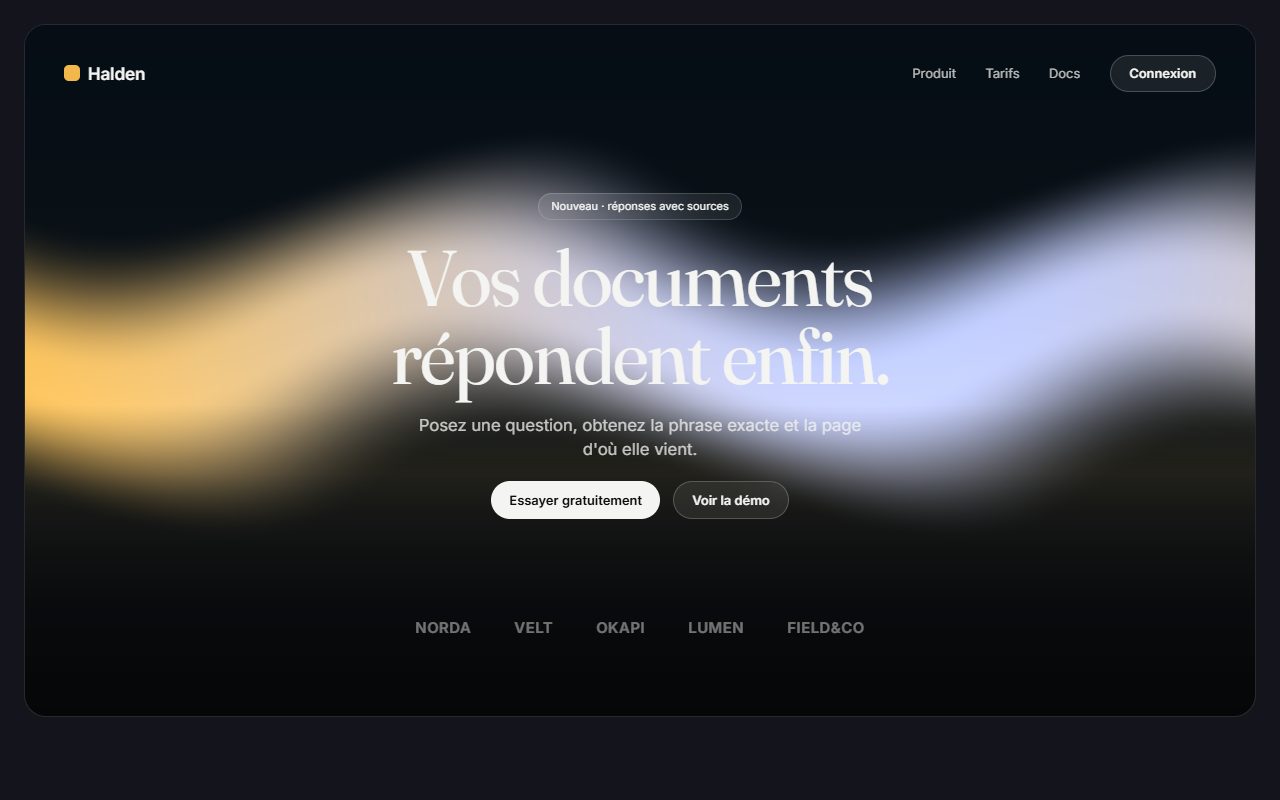 Halden
Produit Tarifs Docs Connexion
Nouveau · réponses avec sources
Vos documents
répondent enfin.
Posez une question, obtenez la phrase exacte et la page
d'où elle vient.
Essayer gratuitement Voir la démo
NORDA VELT OKAPI LUMEN FIELD&CO